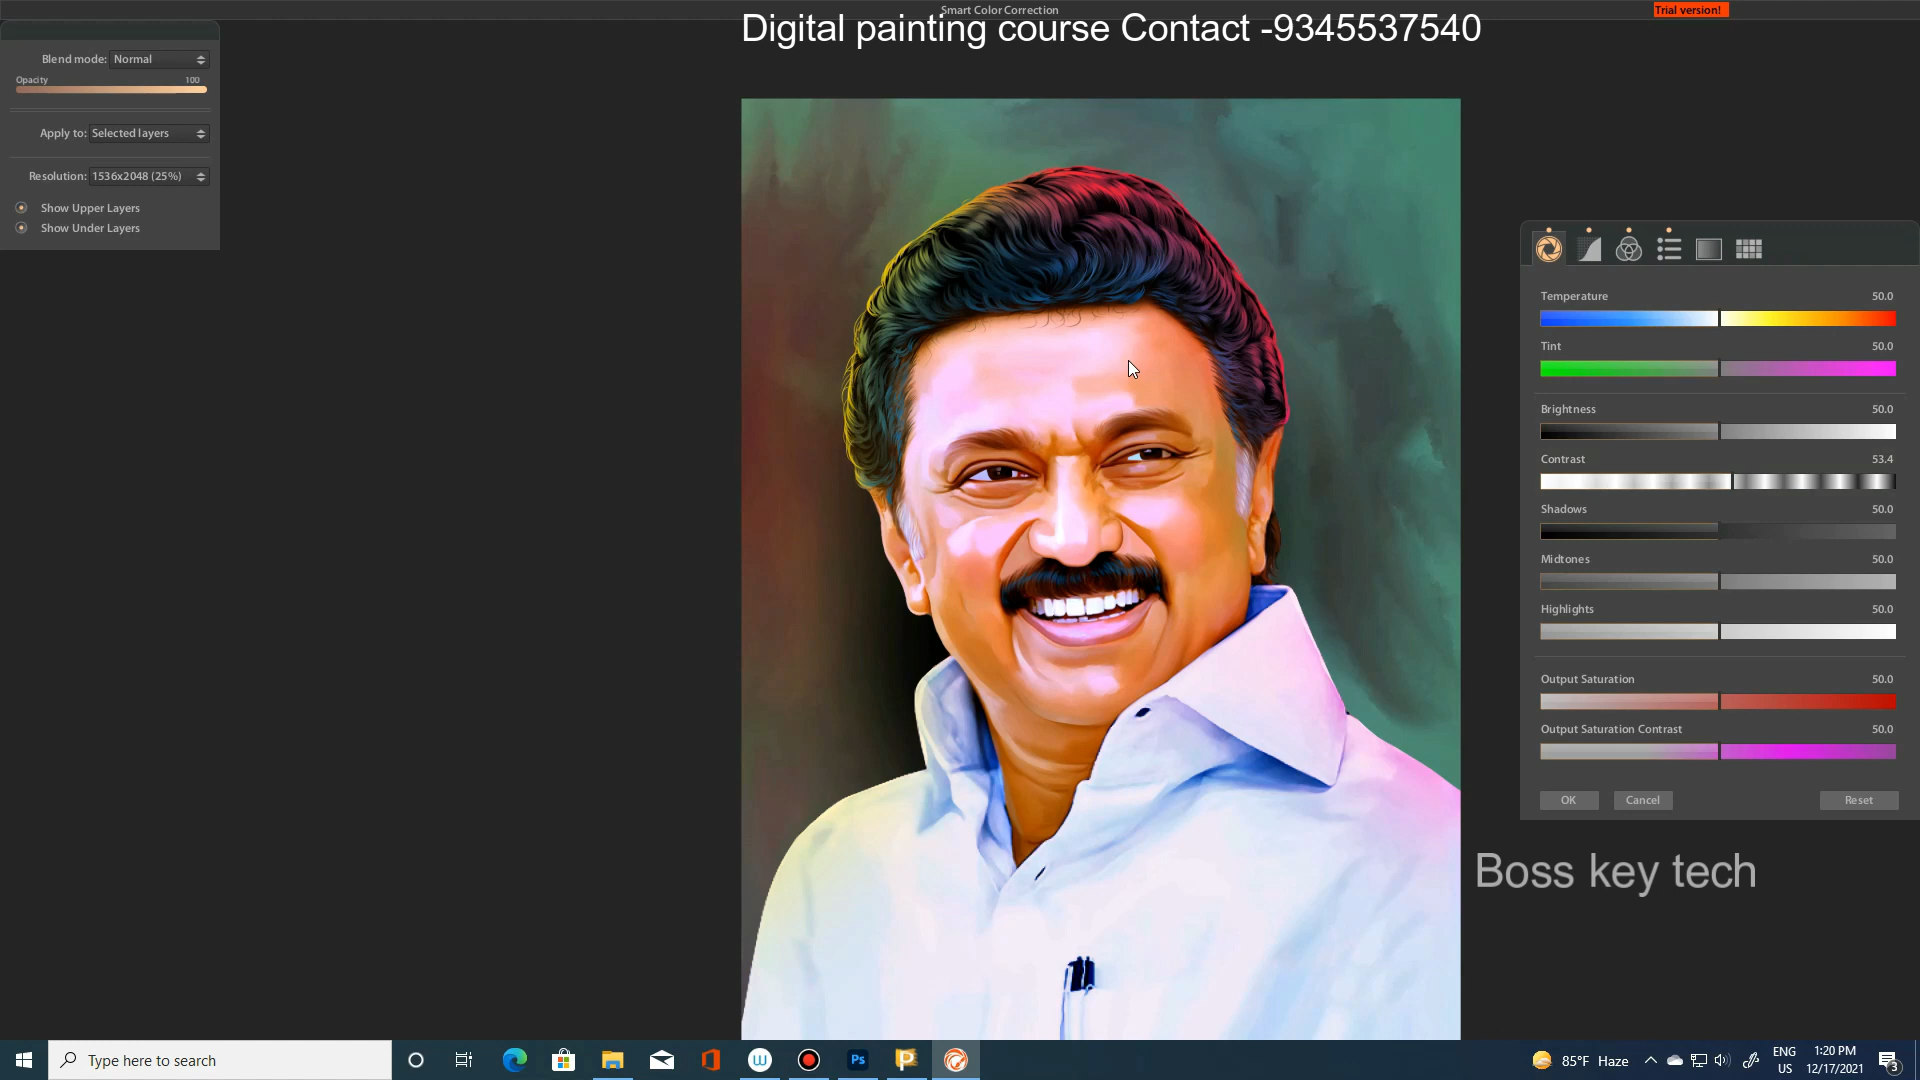 Smart Color Correction
Trial version!
Digital painting course Contact -9345537540
Blend mode: Normal
Opacity 100
Apply to: Selected layers
Resolution: 1536x2048 (25%)
Show Upper Layers
Show Under Layers
Temperature 50.0
Tint 50.0
Brightness 50.0
Contrast 53.4
Shadows 50.0
Midtones 50.0
Highlights 50.0
Output Saturation 50.0
Output Saturation Contrast 50.0
OK Cancel Reset
Boss key tech
Type here to search
W
Ps
P
85°F Haze
ENG
US
1:20 PM
12/17/2021
3